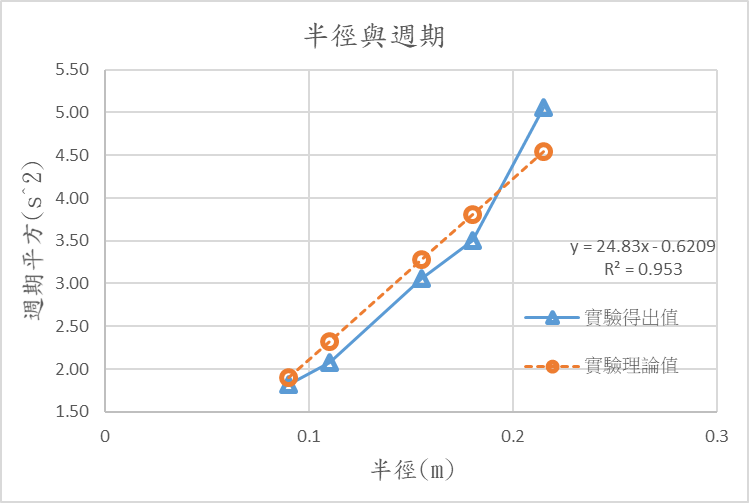 半徑與週期
5.50
5.00
4.50
4.00
3.50
3.00
2.50
2.00
1.50
0
0.1
0.2
0.3
週期平方(s^2)
半徑(m)
y = 24.83x - 0.6209
R² = 0.953
實驗得出值
實驗理論值